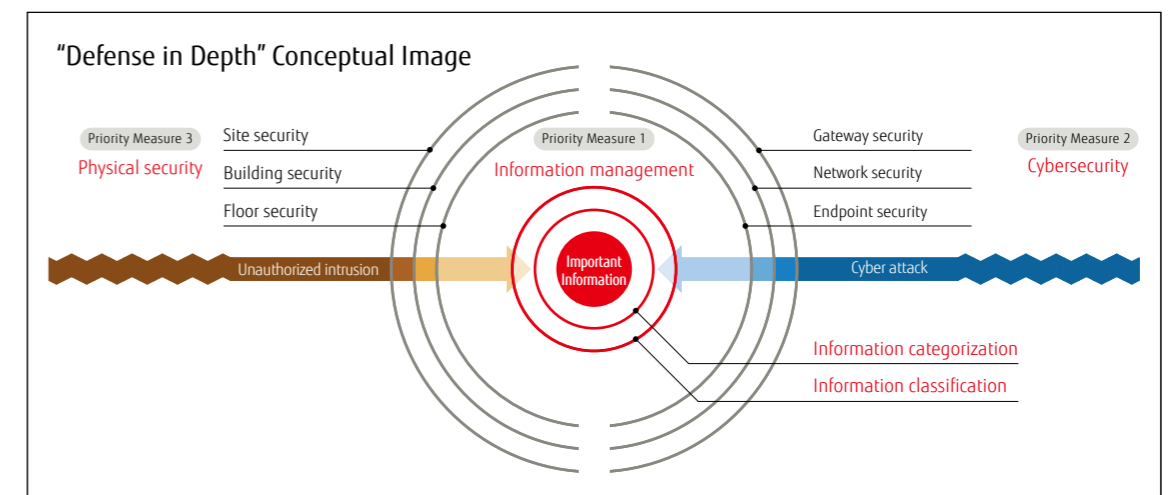 “Defense in Depth” Conceptual Image
Priority Measure 3
Physical security
Site security
Building security
Floor security
Priority Measure 1
Information management
Gateway security
Network security
Endpoint security
Priority Measure 2
Cybersecurity
Unauthorized intrusion
Important
Information
Cyber attack
Information categorization
Information classification